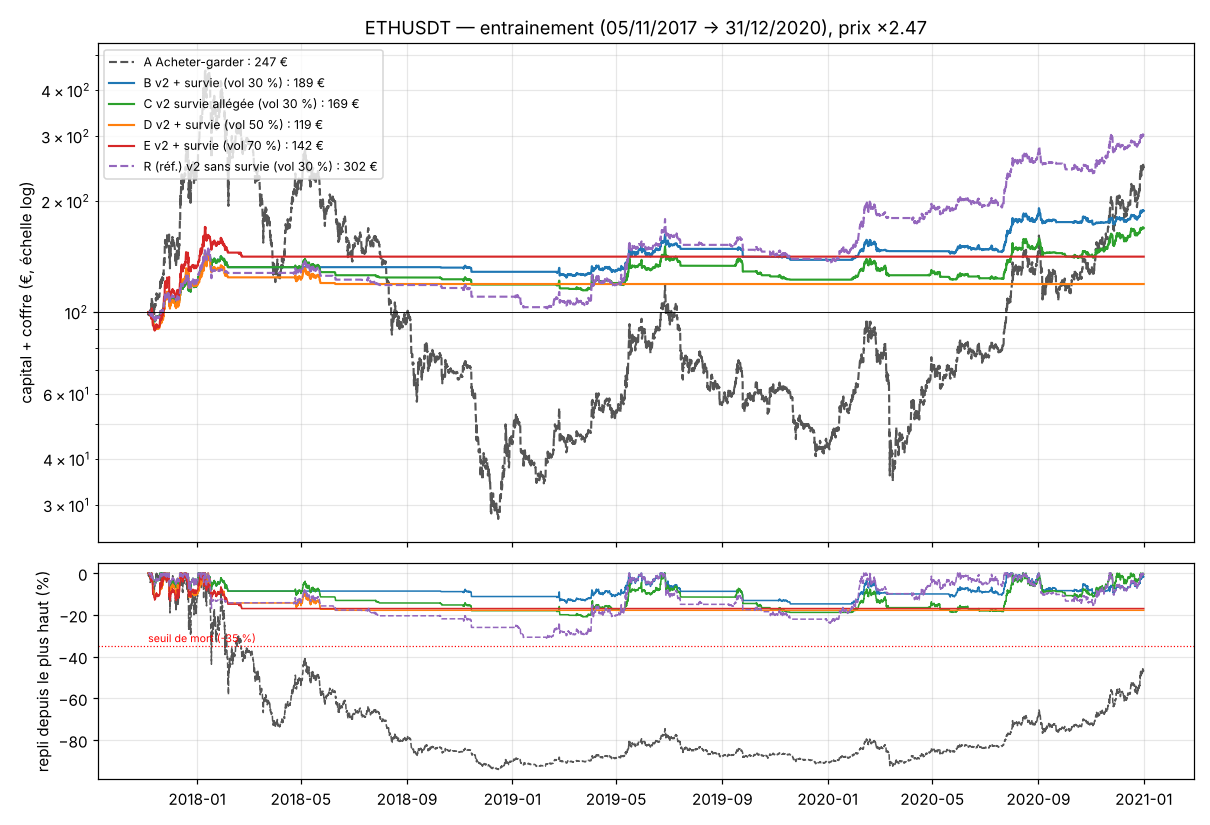 ETHUSDT — entrainement (05/11/2017 → 31/12/2020), prix ×2.47
A Acheter-garder : 247 €
B v2 + survie (vol 30 %) : 189 €
C v2 survie allégée (vol 30 %) : 169 €
D v2 + survie (vol 50 %) : 119 €
E v2 + survie (vol 70 %) : 142 €
R (réf.) v2 sans survie (vol 30 %) : 302 €
capital + coffre (€, échelle log)
4 × 10²
3 × 10²
2 × 10²
10²
6 × 10¹
4 × 10¹
3 × 10¹
repli depuis le plus haut (%)
0
−20
−40
−60
−80
seuil de mort (−35 %)
2018-01
2018-05
2018-09
2019-01
2019-05
2019-09
2020-01
2020-05
2020-09
2021-01